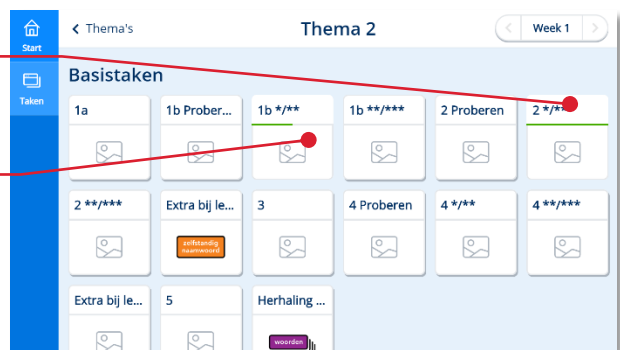 Start
Taken
Thema's
Thema 2
Week 1
Basistaken
1a
1b Prober...
1b */**
1b **/***
2 Proberen
2 */**
2 **/***
Extra bij le...
zelfstandig
naamwoord
3
4 Proberen
4 */**
4 **/***
Extra bij le...
5
Herhaling ...
woorden